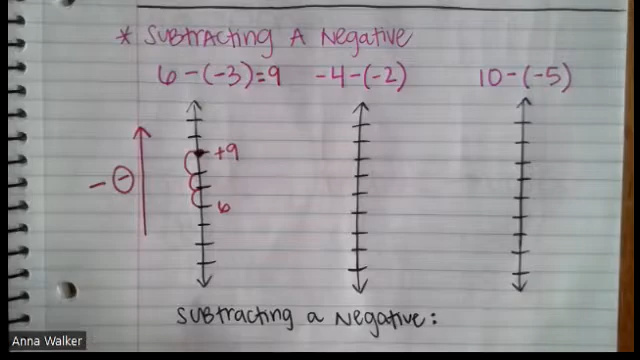 * SUBTRACTING A Negative
6-(-3)=9 -4-(-2) 10-(-5)
+9
- ⊖
6
SUBTRACTING a Negative:
Anna Walker